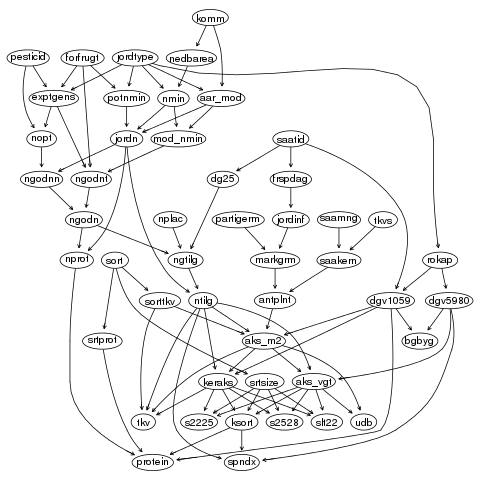 komm
pesticid forfrugt jordtype nedbarea
exptgens potnmin nmin aar_mod
nopt jordn mod_nmin saatid
ngodnn ngodnt dg25 frspdag
ngodn nplac partigerm jordinf saamng tkvs
nprot sort ngtilg markgrm saakern rokap
sorttkv ntilg antplnt dgv1059 dgv5980
srtprot aks_m2 bgbyg
keraks srtsize aks_vgt
tkv s2225 ksort s2528 slt22 udb
protein spndx